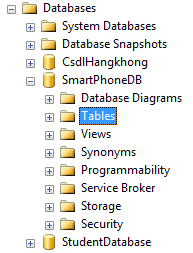 Databases
System Databases
Database Snapshots
CsdlHangkhong
SmartPhoneDB
Database Diagrams
Tables
Views
Synonyms
Programmability
Service Broker
Storage
Security
StudentDatabase